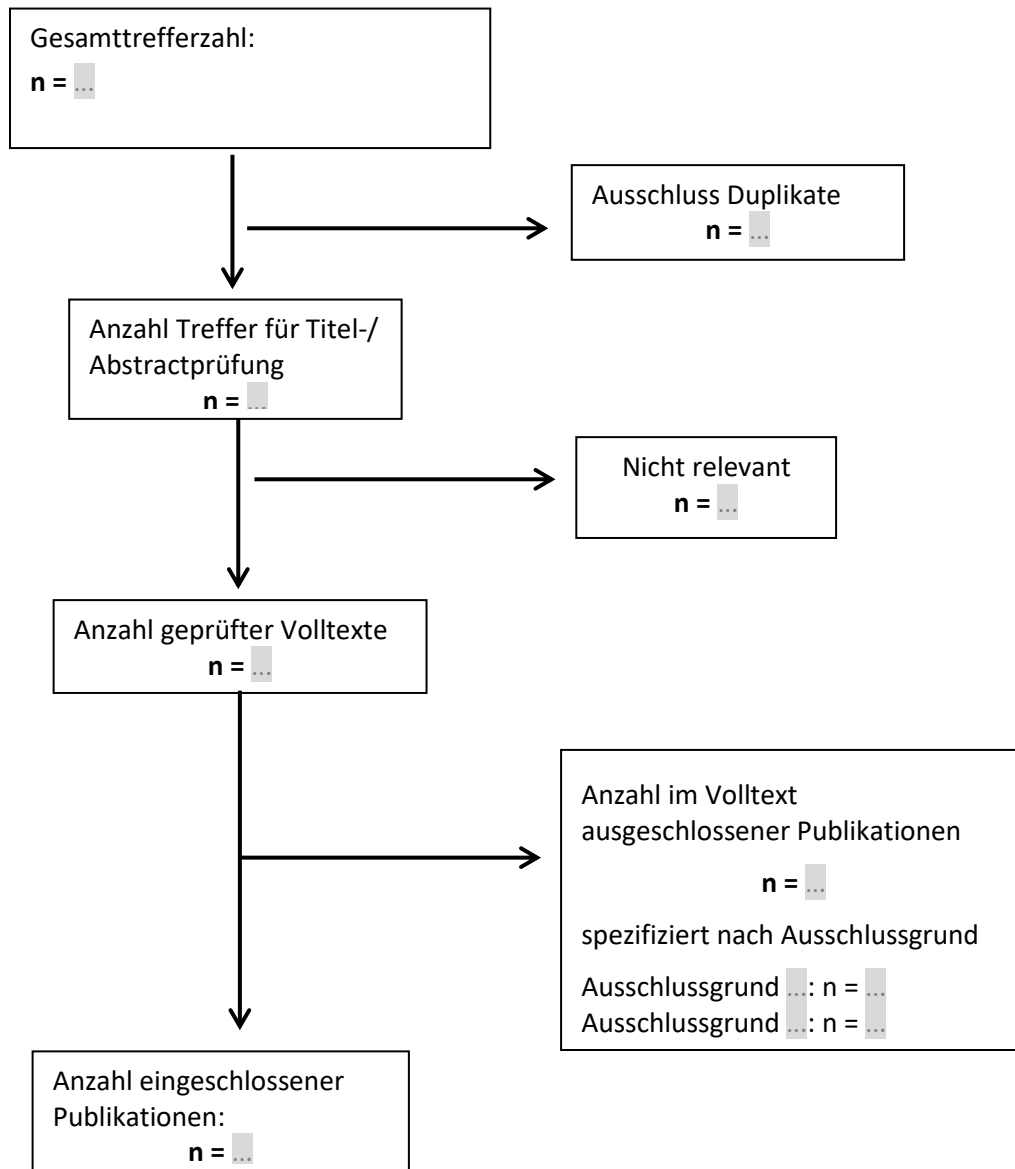 Gesamttrefferzahl:
n = ...
Ausschluss Duplikate
n = ...
Anzahl Treffer für Titel-/
Abstractprüfung
n = ...
Nicht relevant
n = ...
Anzahl geprüfter Volltexte
n = ...
Anzahl im Volltext
ausgeschlossener Publikationen
n = ...
spezifiziert nach Ausschlussgrund
Ausschlussgrund ...: n = ...
Ausschlussgrund ...: n = ...
Anzahl eingeschlossener
Publikationen:
n = ...